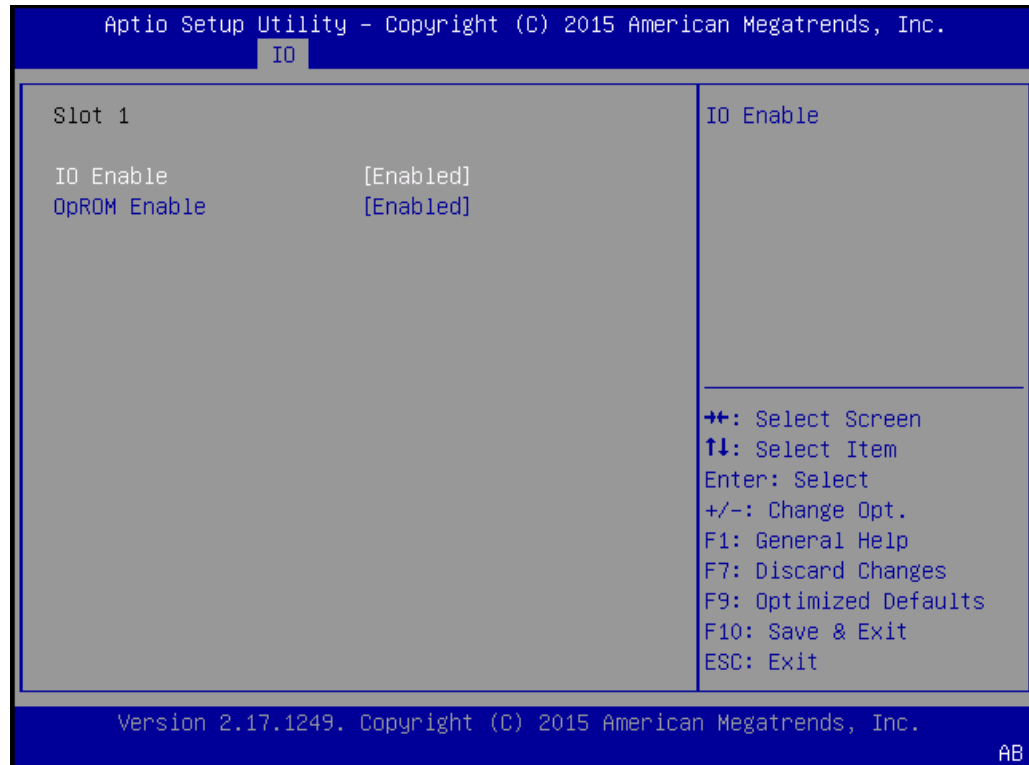 Aptio Setup Utility – Copyright (C) 2015 American Megatrends, Inc.
IO
Slot 1
IO Enable [Enabled]
OpROM Enable [Enabled]
IO Enable
→←: Select Screen
↑↓: Select Item
Enter: Select
+/-: Change Opt.
F1: General Help
F7: Discard Changes
F9: Optimized Defaults
F10: Save & Exit
ESC: Exit
Version 2.17.1249. Copyright (C) 2015 American Megatrends, Inc.
AB